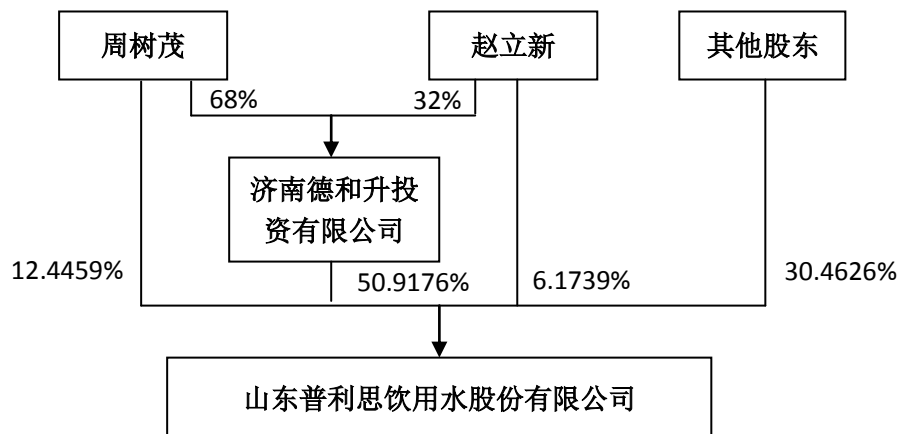 周树茂
赵立新
其他股东
68%
32%
济南德和升投
资有限公司
12.4459%
50.9176%
6.1739%
30.4626%
山东普利思饮用水股份有限公司